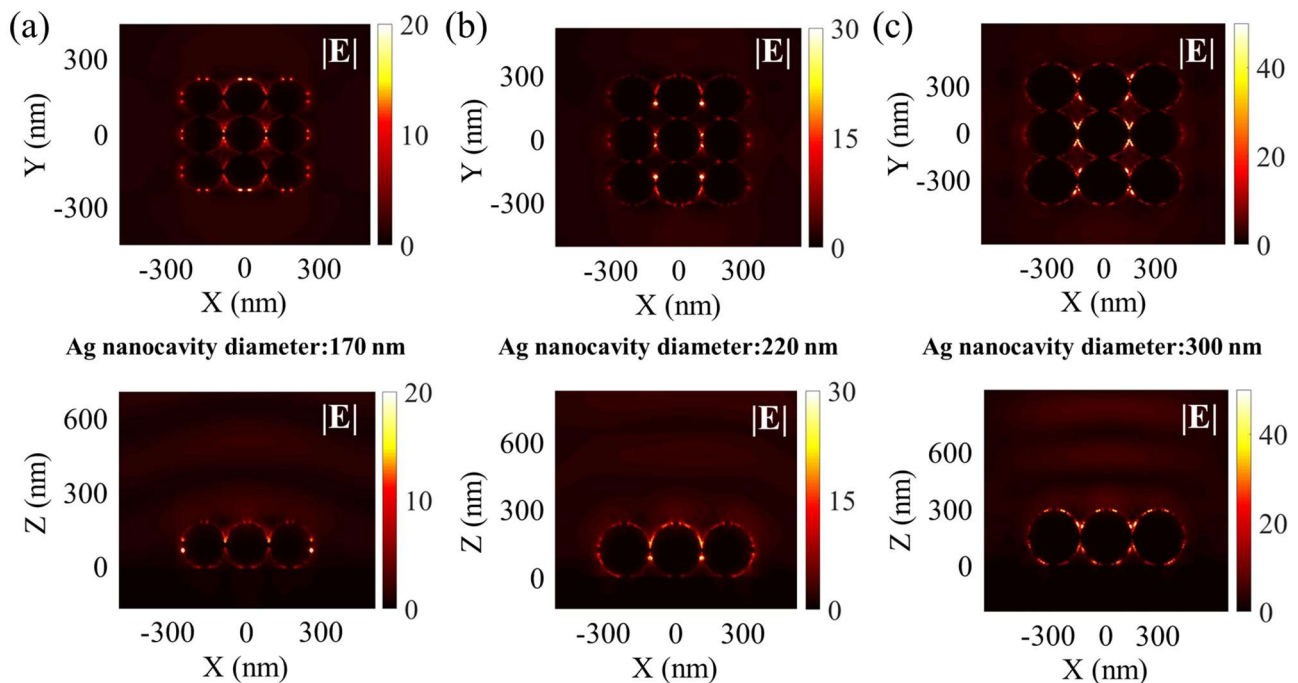 (a)
|E|
Y (nm)
300
0
-300
-300 0 300
X (nm)
20
10
0
(b)
|E|
Y (nm)
300
0
-300
-300 0 300
X (nm)
30
15
0
(c)
|E|
Y (nm)
300
0
-300
-300 0 300
X (nm)
40
20
0
Ag nanocavity diameter:170 nm
Ag nanocavity diameter:220 nm
Ag nanocavity diameter:300 nm
|E|
Z (nm)
600
300
0
-300 0 300
X (nm)
20
10
0
|E|
Z (nm)
600
300
0
-300 0 300
X (nm)
30
15
0
|E|
Z (nm)
600
300
0
-300 0 300
X (nm)
40
20
0